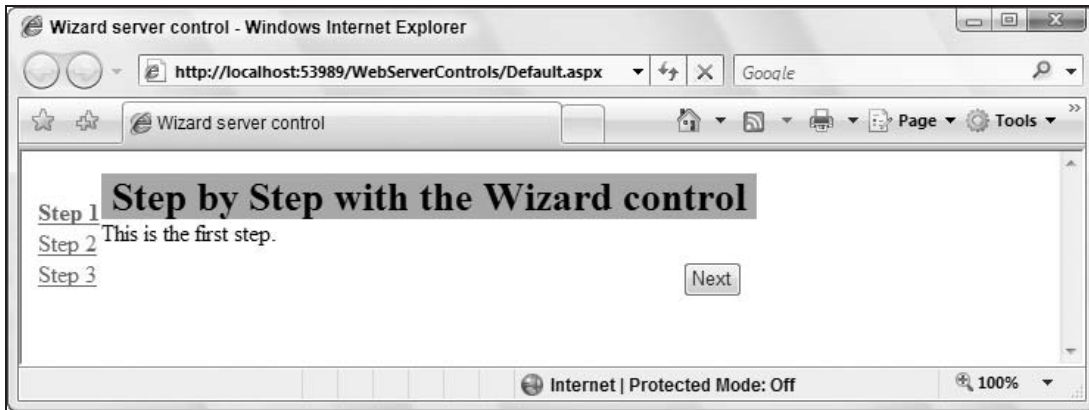 Wizard server control - Windows Internet Explorer
http://localhost:53989/WebServerControls/Default.aspx
Google
Wizard server control
Page
Tools
Step by Step with the Wizard control
Step 1
This is the first step.
Step 2
Step 3
Next
Internet | Protected Mode: Off
100%